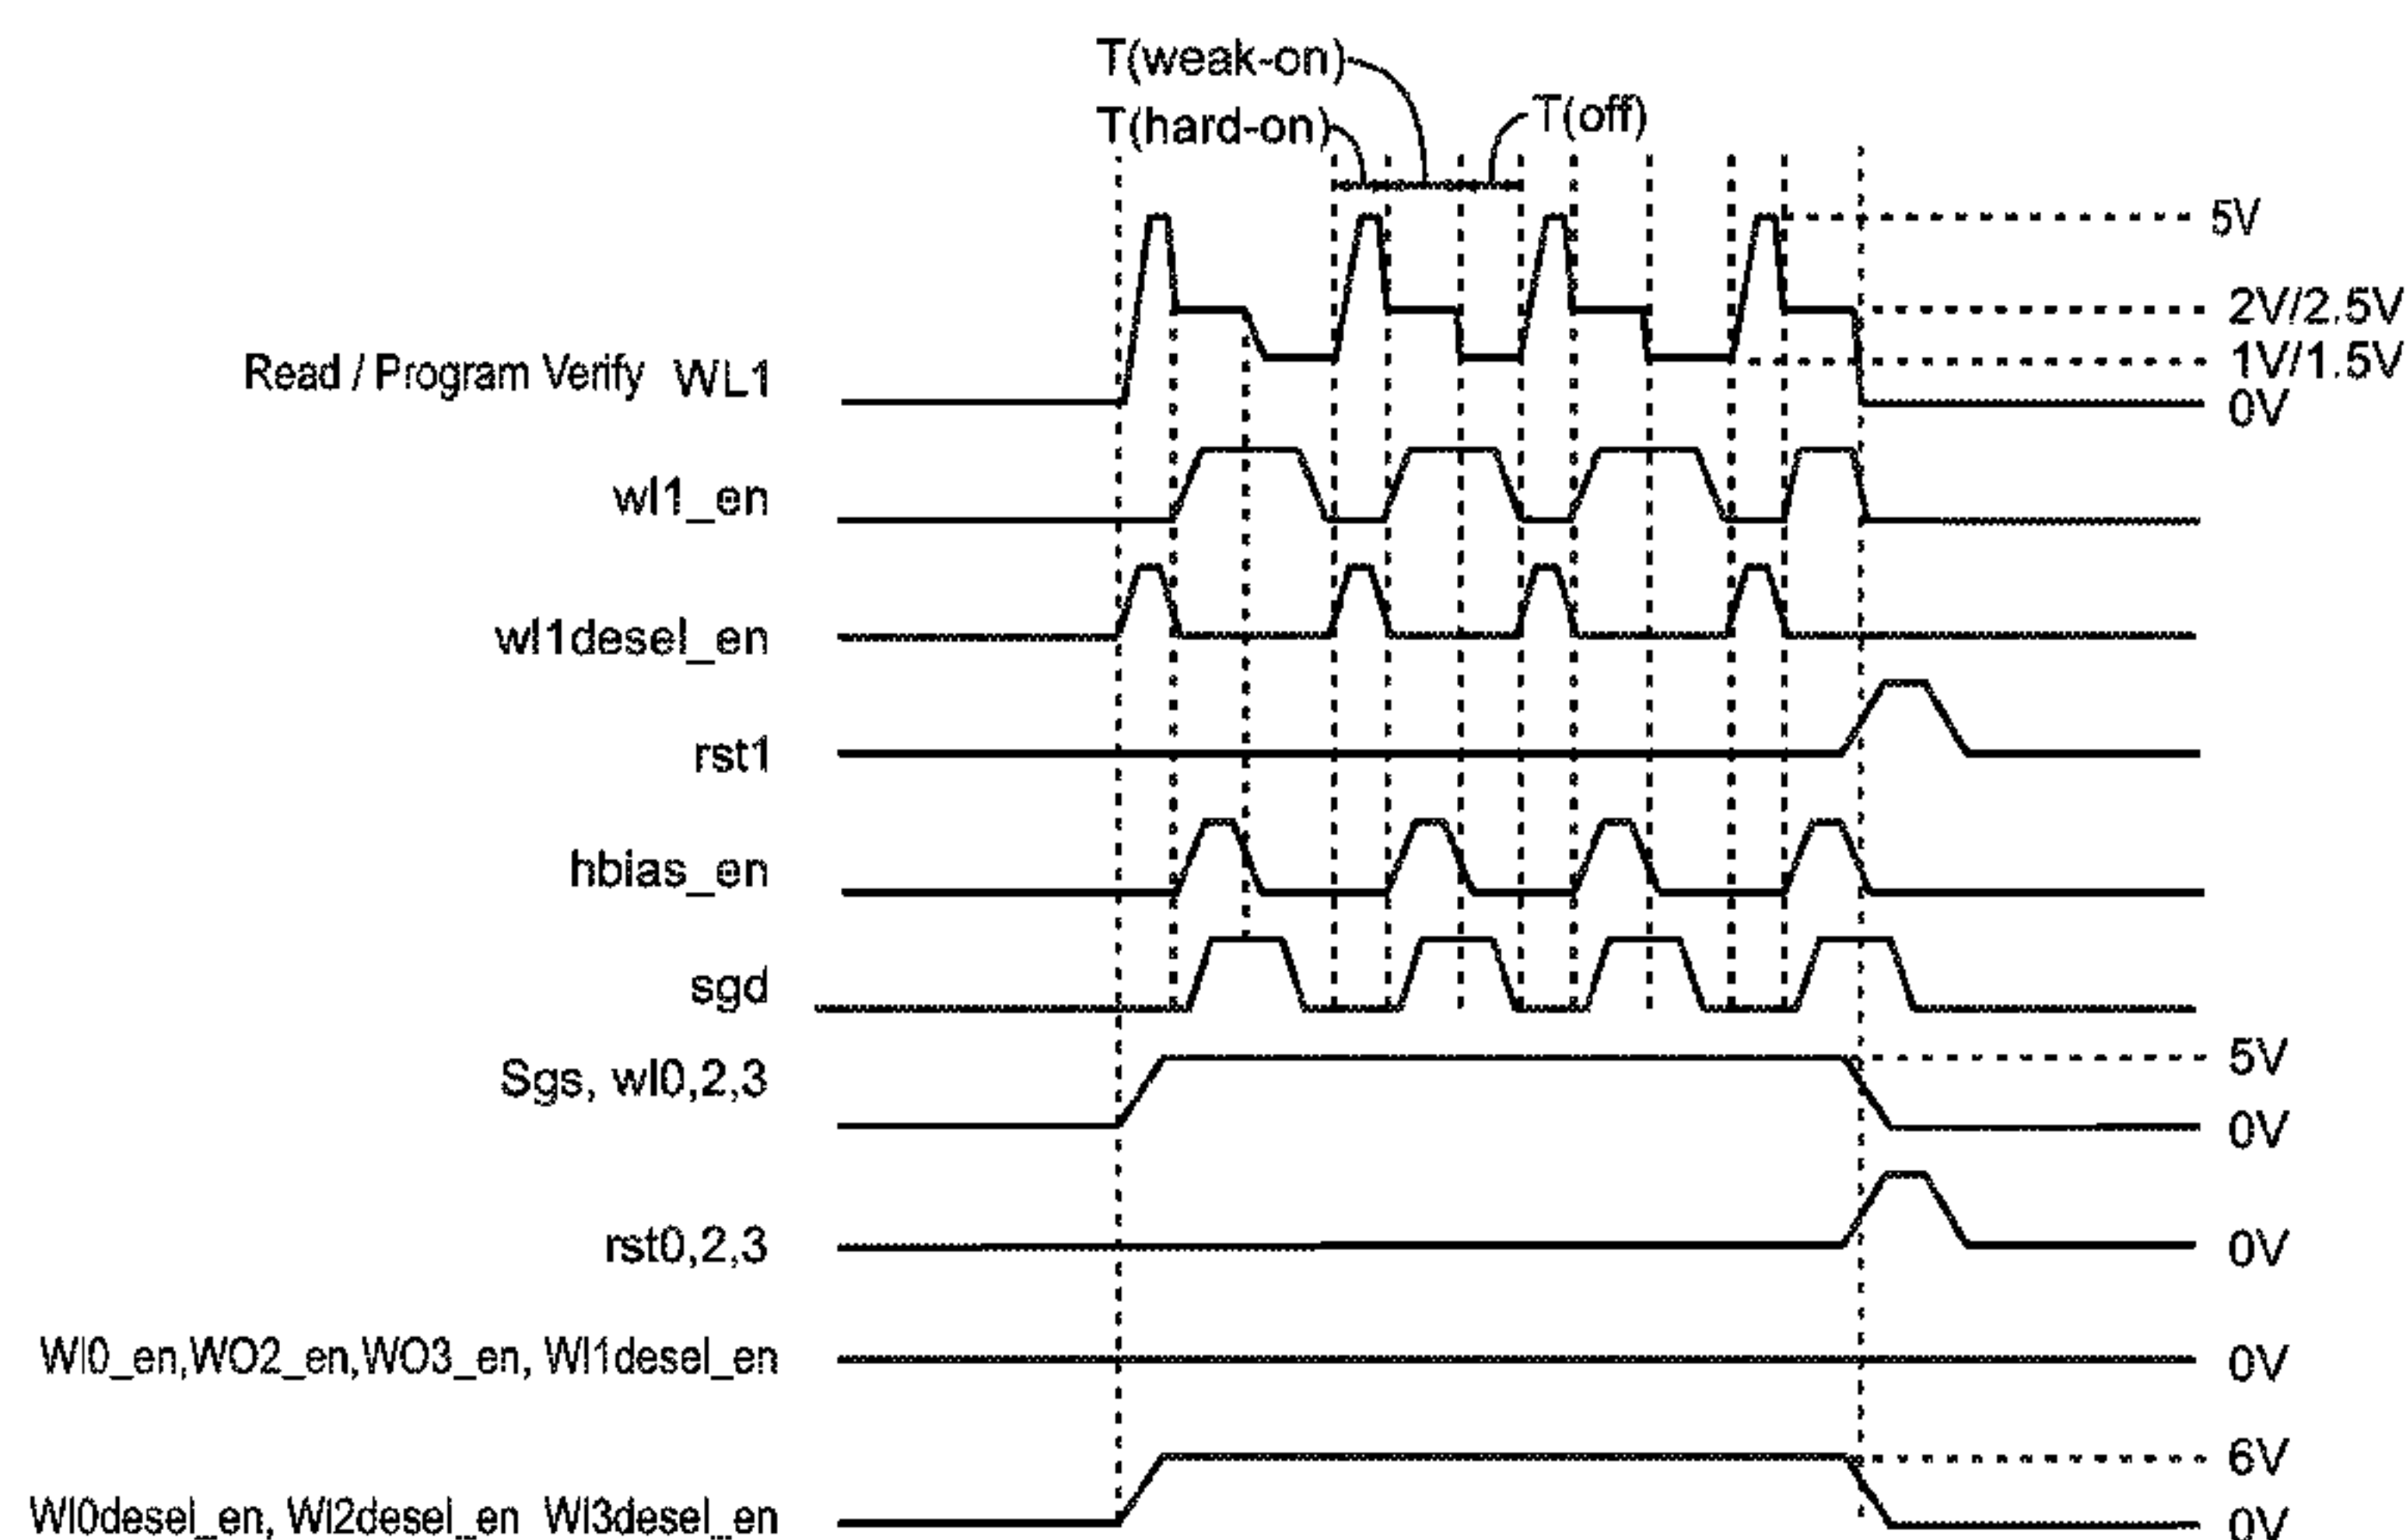 T(weak-on)
T(hard-on)
T(off)
5V
2V/2.5V
Read / Program Verify WL1
1V/1.5V
0V
wl1_en
wl1desel_en
rst1
hbias_en
sgd
Sgs, wl0,2,3
5V
0V
rst0,2,3
0V
Wl0_en,WO2_en,WO3_en, Wl1desel_en
0V
6V
Wl0desel_en, Wl2desel_en Wl3desel_en
0V